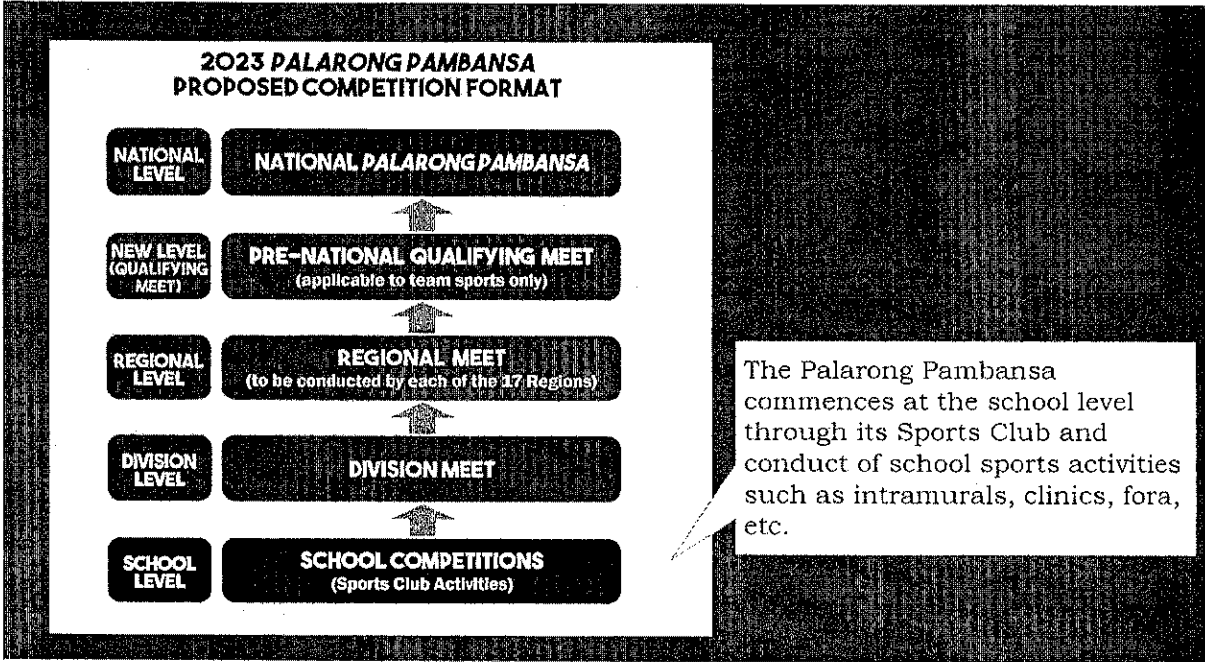 2023 PALARONG PAMBANSA
PROPOSED COMPETITION FORMAT
NATIONAL
LEVEL
NATIONAL PALARONG PAMBANSA
NEW LEVEL
(QUALIFYING
MEET)
PRE-NATIONAL QUALIFYING MEET
(applicable to team sports only)
REGIONAL
LEVEL
REGIONAL MEET
(to be conducted by each of the 17 Regions)
DIVISION
LEVEL
DIVISION MEET
SCHOOL
LEVEL
SCHOOL COMPETITIONS
(Sports Club Activities)
The Palarong Pambansa
commences at the school level
through its Sports Club and
conduct of school sports activities
such as intramurals, clinics, fora,
etc.